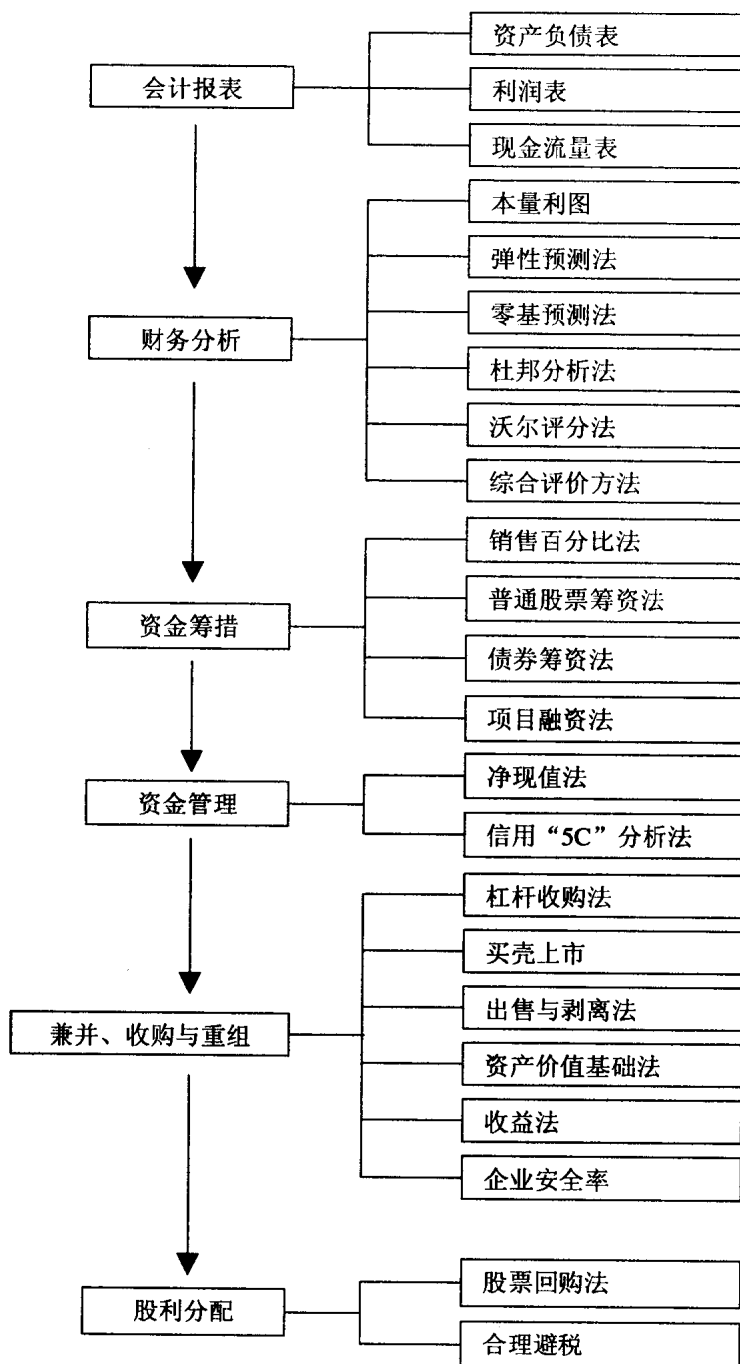 会计报表
资产负债表
利润表
现金流量表
财务分析
本量利图
弹性预测法
零基预测法
杜邦分析法
沃尔评分法
综合评价方法
资金筹措
销售百分比法
普通股票筹资法
债券筹资法
项目融资法
资金管理
净现值法
信用“5C”分析法
兼并、收购与重组
杠杆收购法
买壳上市
出售与剥离法
资产价值基础法
收益法
企业安全率
股利分配
股票回购法
合理避税